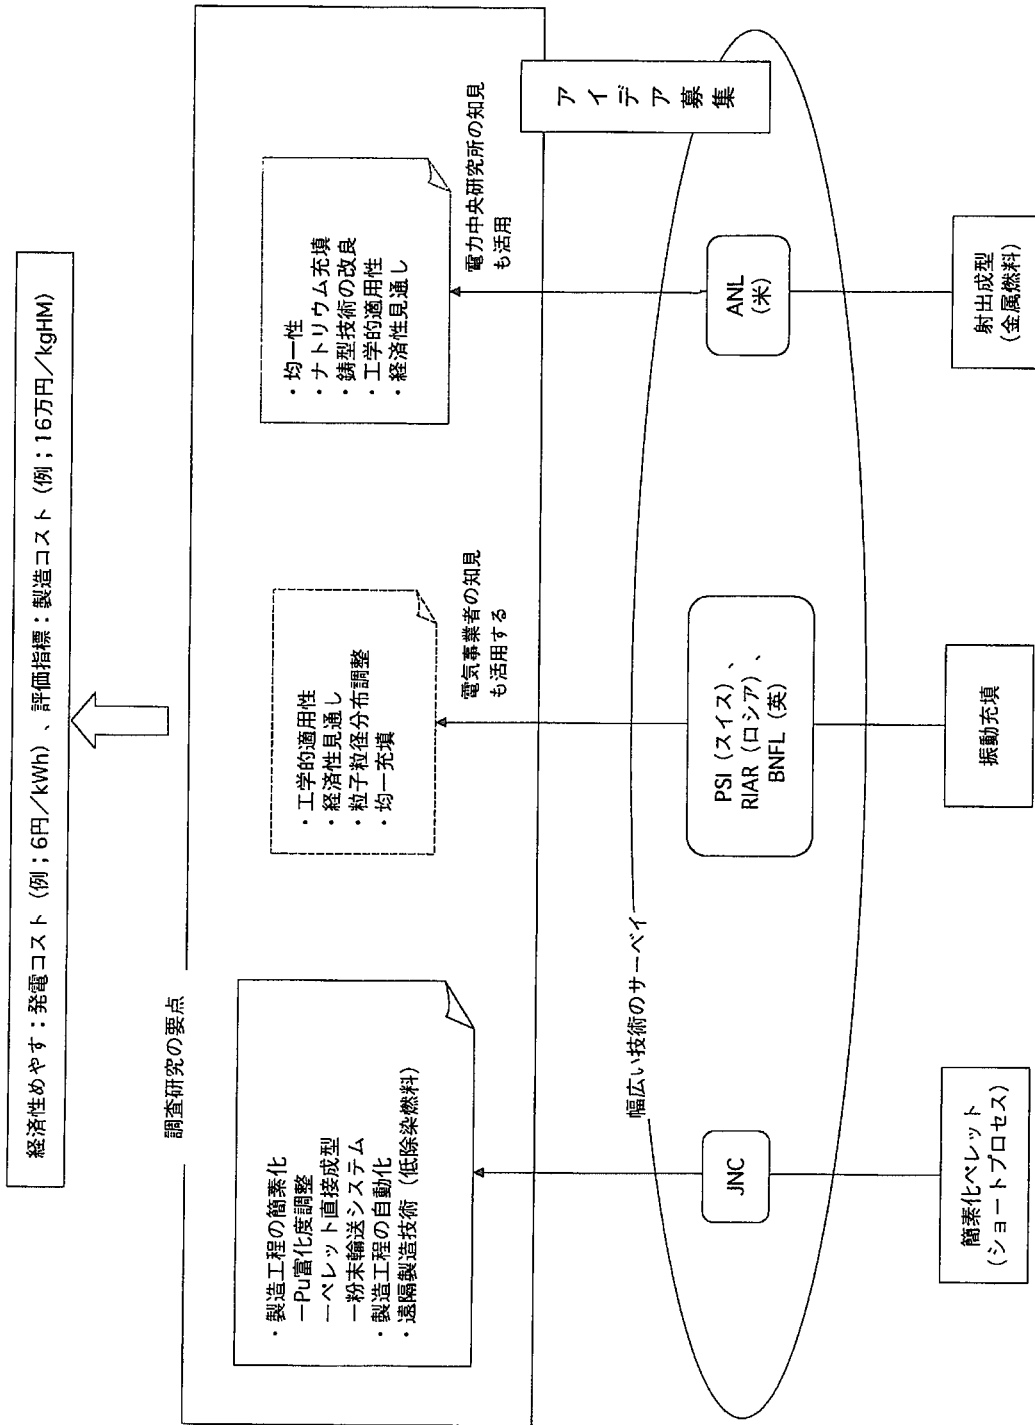 経済性めやす：発電コスト（例；6円／kWh）、評価指標：製造コスト（例；16万円／kgHM）
調査研究の要点
・製造工程の簡素化
－Pu富化度調整
－ペレット直接成型
－粉末輸送システム
・製造工程の自動化
・遠隔製造技術（低除染燃料）
・工学的適用性
・経済性見通し
・粒子粒径分布調整
・均一充填
・均一性
・ナトリウム充填
・鋳型技術の改良
・工学的適用性
・経済性見通し
電気事業者の知見
も活用する
電力中央研究所の知見
も活用
アイデア募集
幅広い技術のサーベイ
JNC
PSI（スイス）、
RIAR（ロシア）、
BNFL（英）
ANL
（米）
簡素化ペレット
（ショートプロセス）
振動充填
射出成型
（金属燃料）